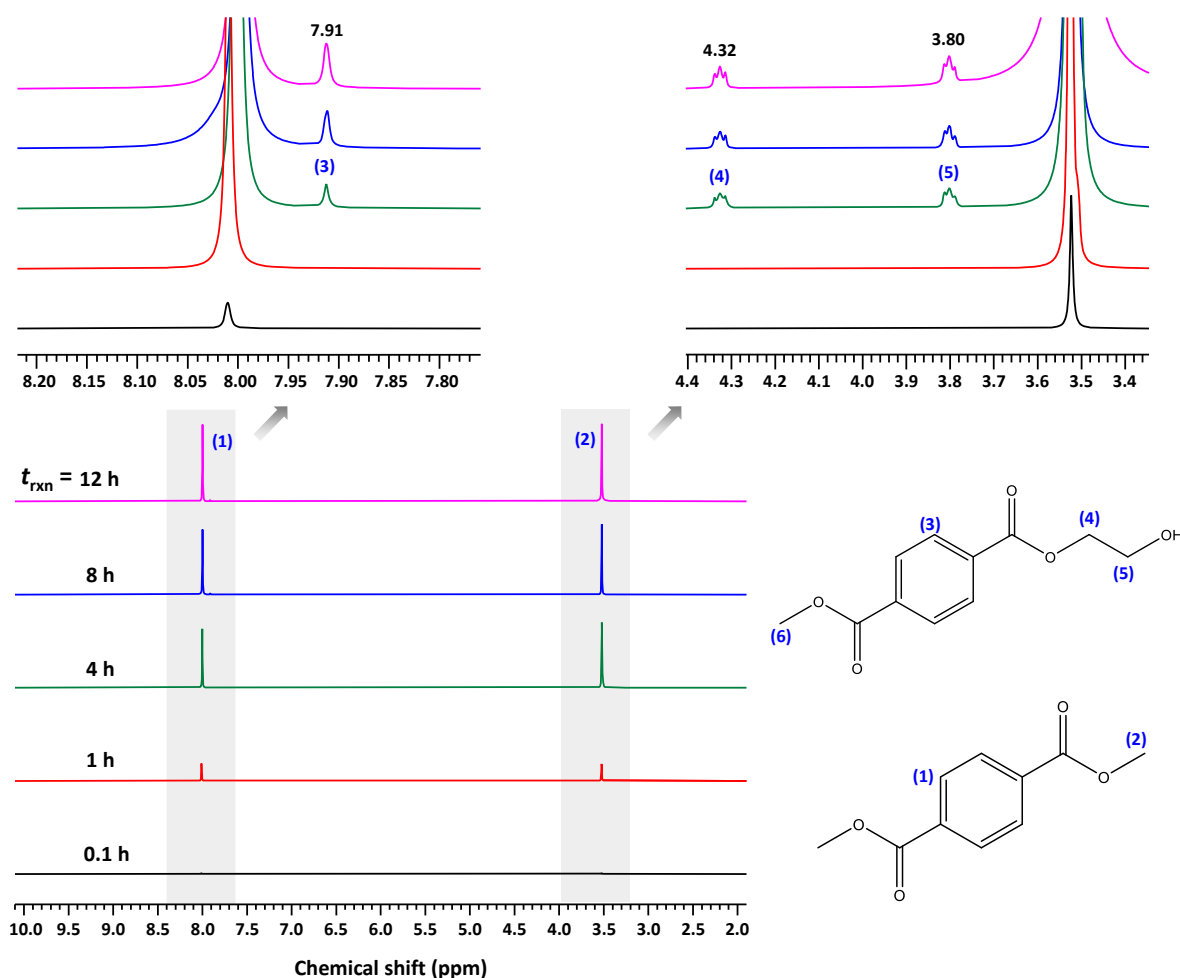 7.91
(3)
8.20 8.15 8.10 8.05 8.00 7.95 7.90 7.85 7.80
4.32
3.80
(4)
(5)
4.4 4.3 4.2 4.1 4.0 3.9 3.8 3.7 3.6 3.5 3.4
(1)
(2)
trxn = 12 h
8 h
4 h
1 h
0.1 h
10.0 9.5 9.0 8.5 8.0 7.5 7.0 6.5 6.0 5.5 5.0 4.5 4.0 3.5 3.0 2.5 2.0
Chemical shift (ppm)
O
(3)
(4)
OH
O
(5)
O
(6)
O
O
(2)
(1)
O
O
O